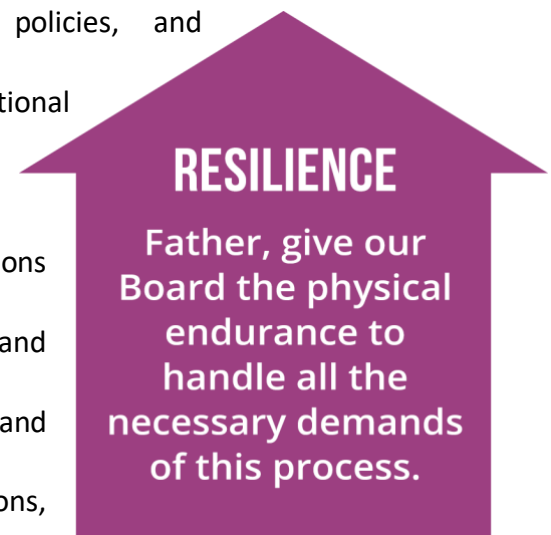 policies, and
tional
ons
and
and
ons,
RESILIENCE
Father, give our
Board the physical
endurance to
handle all the
necessary demands
of this process.